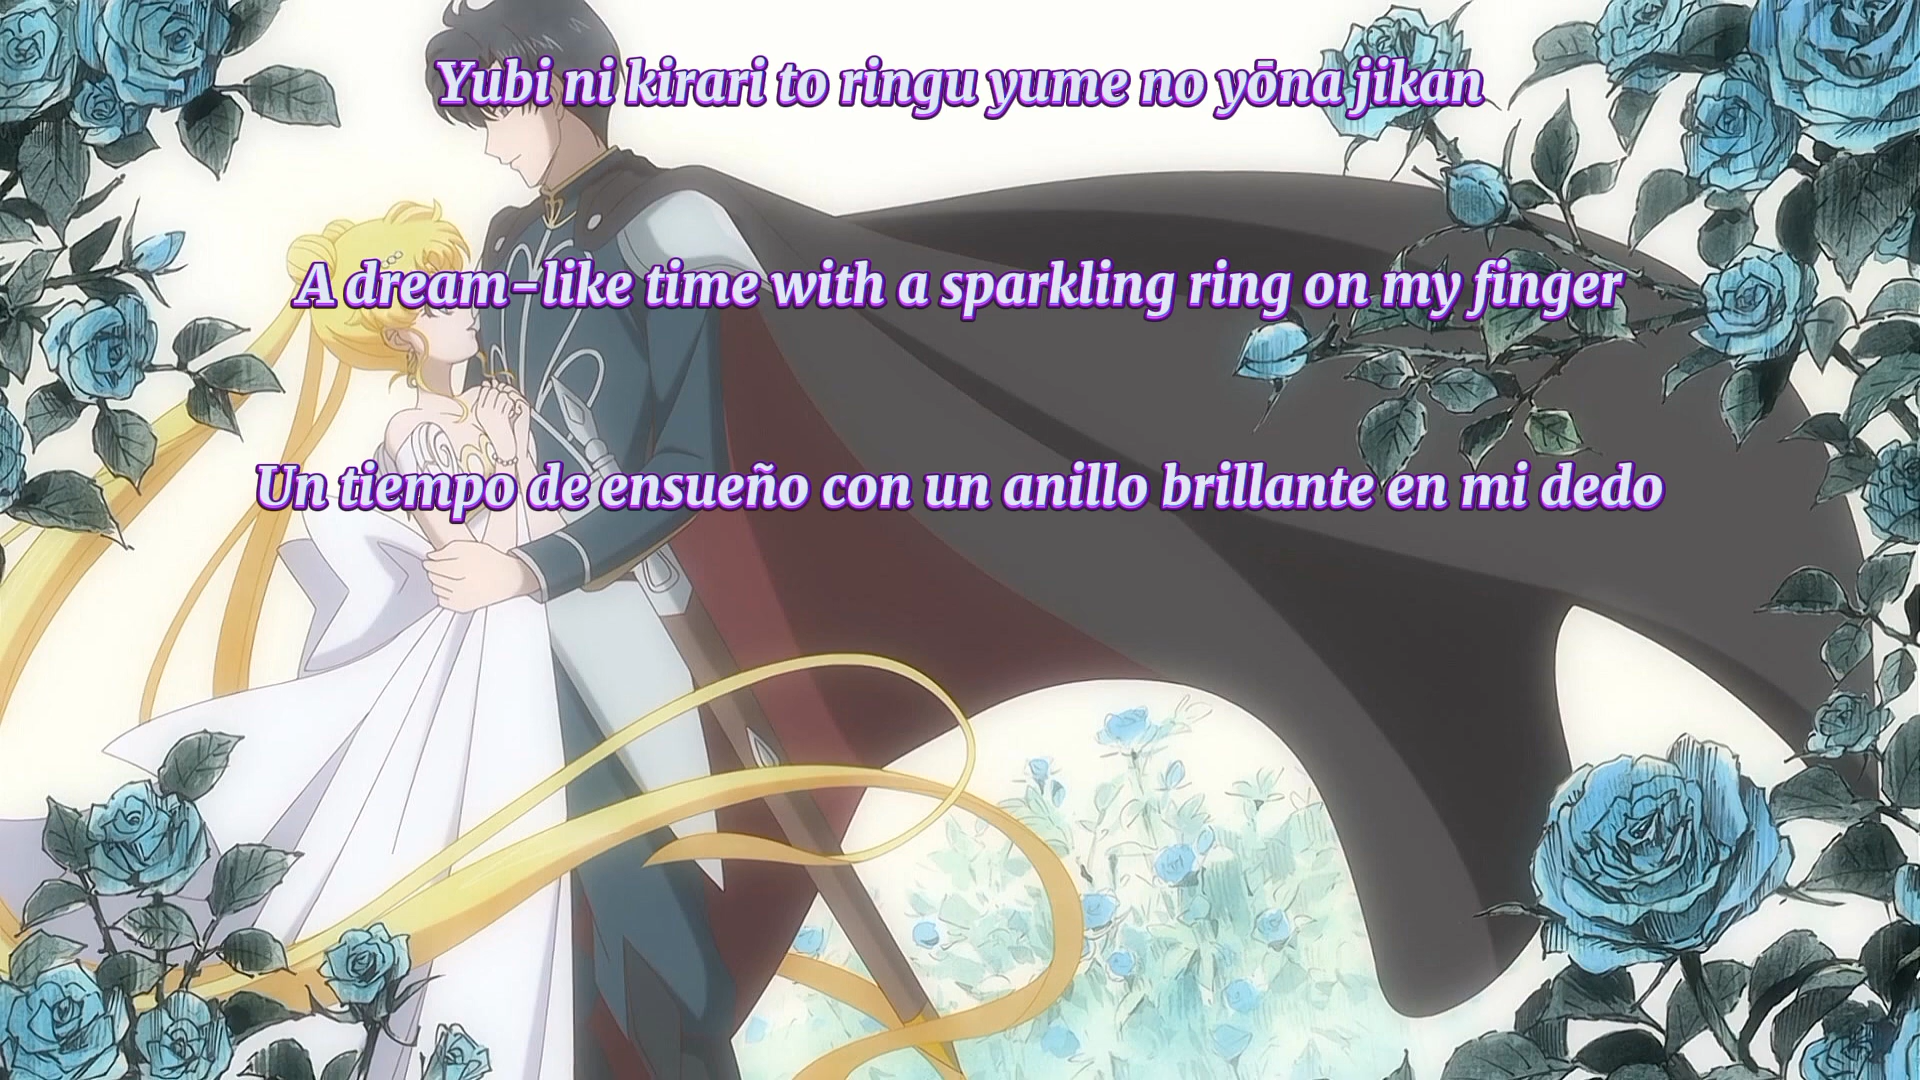 Yubi ni kirari to ringu yume no yōna jikan
A dream-like time with a sparkling ring on my finger
Un tiempo de ensueño con un anillo brillante en mi dedo